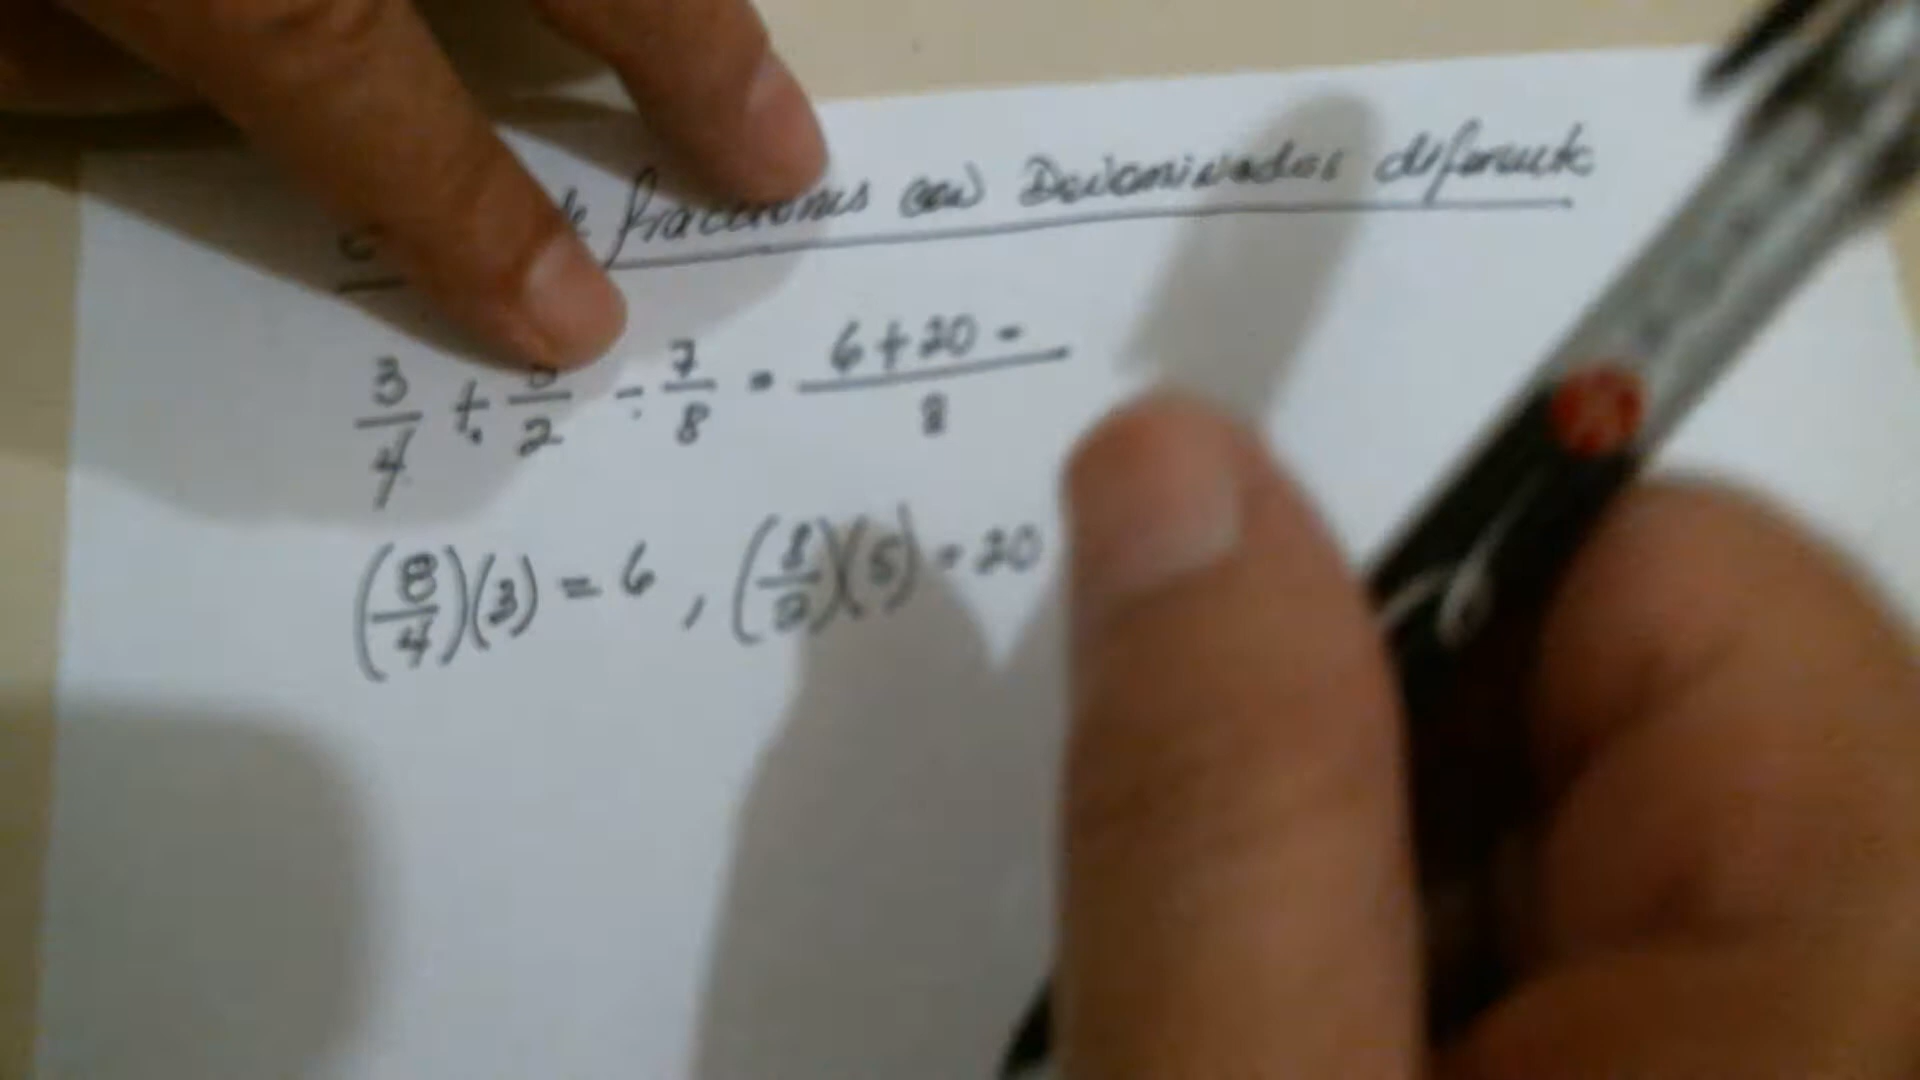 fracciones con Denominador diferente
3/4 + 5/2 - 7/8 = 6+20-/8
(8/4)(3) = 6 , (8/2)(5) = 20